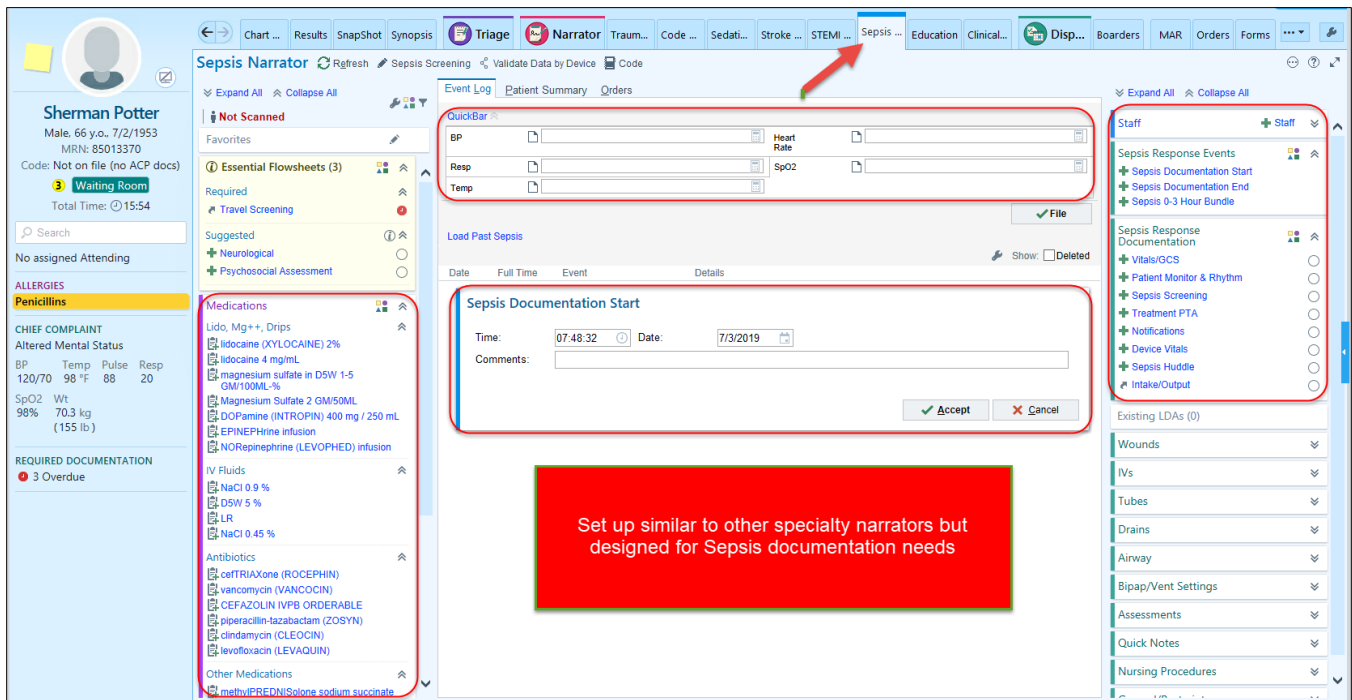 Chart ... Results SnapShot Synopsis Triage Narrator Traum... Code ... Sedati... Stroke ... STEMI ... Sepsis ... Education Clinical... Disp... Boarders MAR Orders Forms
Sepsis Narrator Refresh Sepsis Screening Validate Data by Device Code
Sherman Potter
Male, 66 y.o., 7/2/1953
MRN: 85013370
Code: Not on file (no ACP docs)
3 Waiting Room
Total Time: 15:54
Search
No assigned Attending
ALLERGIES
Penicillins
CHIEF COMPLAINT
Altered Mental Status
BP Temp Pulse Resp
120/70 98 °F 88 20
SpO2 Wt
98% 70.3 kg
(155 lb)
REQUIRED DOCUMENTATION
3 Overdue
Expand All Collapse All
Not Scanned
Favorites
Essential Flowsheets (3)
Required
Travel Screening
Suggested
Neurological
Psychosocial Assessment
Medications
Lido, Mg++, Drips
lidocaine (XYLOCAINE) 2%
lidocaine 4 mg/mL
magnesium sulfate in D5W 1-5
GM/100ML-%
Magnesium Sulfate 2 GM/50ML
DOPamine (INTROPIN) 400 mg / 250 mL
EPINEPHrine infusion
NORepinephrine (LEVOPHED) infusion
IV Fluids
NaCl 0.9 %
D5W 5 %
LR
NaCl 0.45 %
Antibiotics
cefTRIAXone (ROCEPHIN)
vancomycin (VANCOCIN)
CEFAZOLIN IVPB ORDERABLE
piperacillin-tazabactam (ZOSYN)
clindamycin (CLEOCIN)
levofloxacin (LEVAQUIN)
Other Medications
methylPREDNISolone sodium succinate
Event Log Patient Summary Orders
QuickBar
BP Heart
Rate
Resp SpO2
Temp
File
Load Past Sepsis
Show: Deleted
Date Full Time Event Details
Sepsis Documentation Start
Time: 07:48:32 Date: 7/3/2019
Comments:
Accept Cancel
Set up similar to other specialty narrators but
designed for Sepsis documentation needs
Expand All Collapse All
Staff Staff
Sepsis Response Events
Sepsis Documentation Start
Sepsis Documentation End
Sepsis 0-3 Hour Bundle
Sepsis Response
Documentation
Vitals/GCS
Patient Monitor & Rhythm
Sepsis Screening
Treatment PTA
Notifications
Device Vitals
Sepsis Huddle
Intake/Output
Existing LDAs (0)
Wounds
IVs
Tubes
Drains
Airway
Bipap/Vent Settings
Assessments
Quick Notes
Nursing Procedures